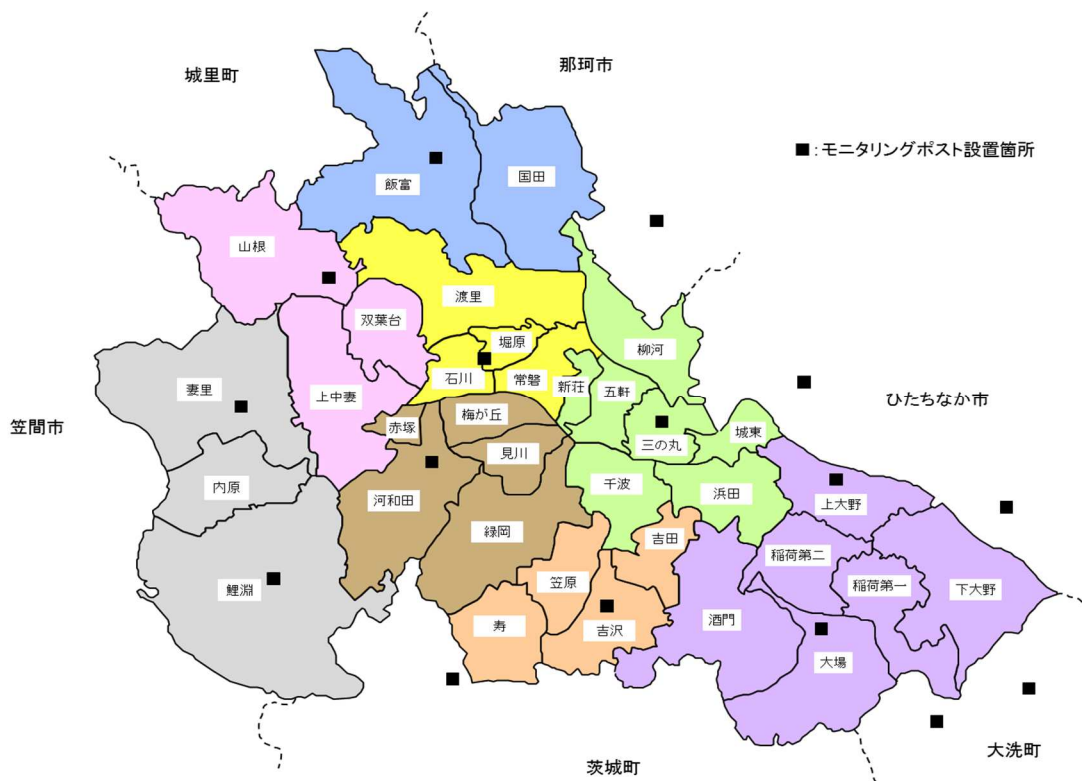 城里町
那珂市
■:モニタリングポスト設置箇所
飯富
国田
山根
渡里
双葉台
堀原
柳河
石川
常磐
新荘
五軒
妻里
上中妻
ひたちなか市
笠間市
赤塚
梅が丘
三の丸
城東
見川
内原
河和田
千波
浜田
上大野
緑岡
吉田
稲荷第二
鯉淵
笠原
稲荷第一
下大野
寿
吉沢
酒門
大場
大洗町
茨城町